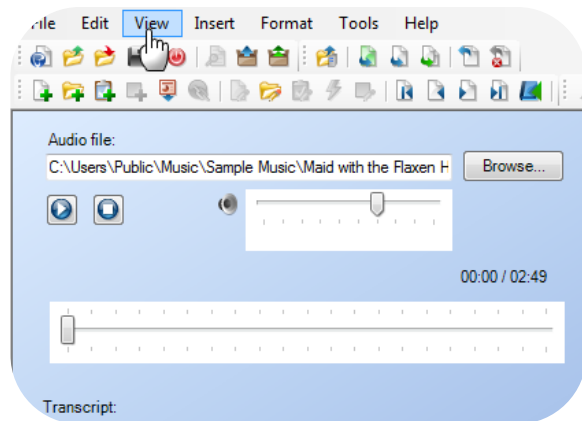 File Edit View Insert Format Tools Help
Audio file:
C:\Users\Public\Music\Sample Music\Maid with the Flaxen H
Browse...
00:00 / 02:49
Transcript: